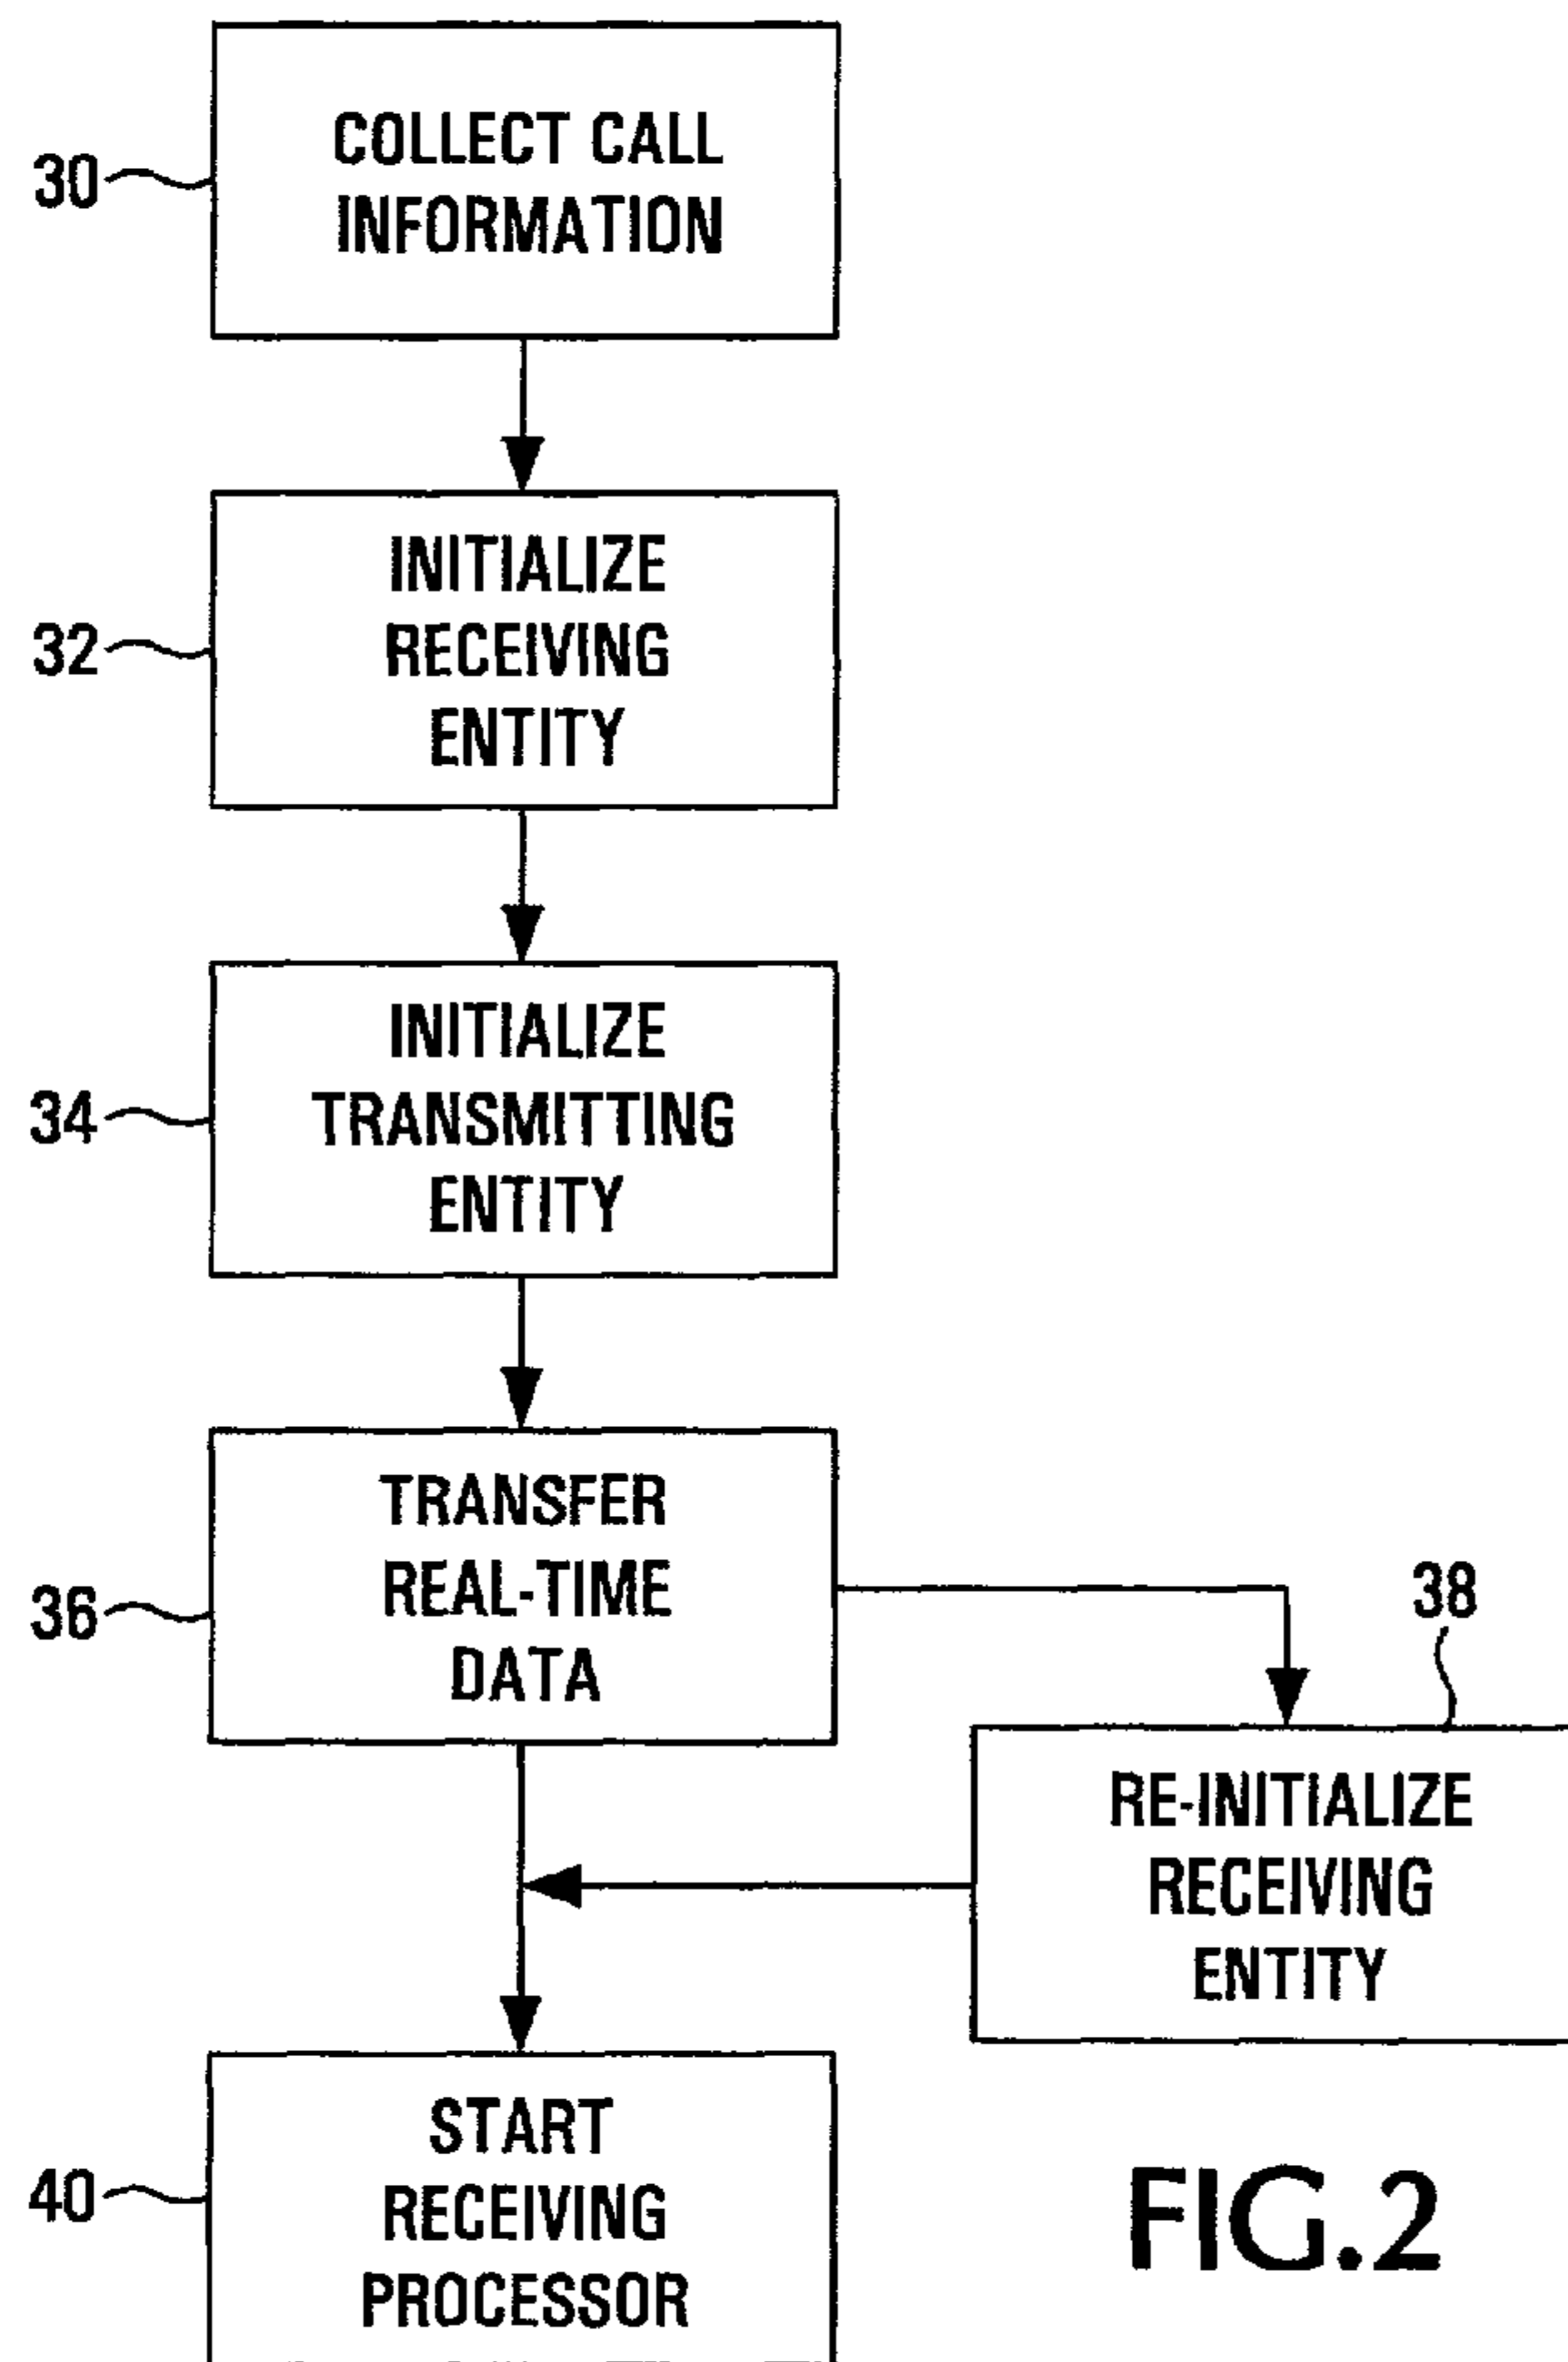 COLLECT CALL
INFORMATION
30
INITIALIZE
RECEIVING
ENTITY
32
INITIALIZE
TRANSMITTING
ENTITY
34
TRANSFER
REAL-TIME
DATA
36
38
RE-INITIALIZE
RECEIVING
ENTITY
START
RECEIVING
PROCESSOR
40
FIG.2